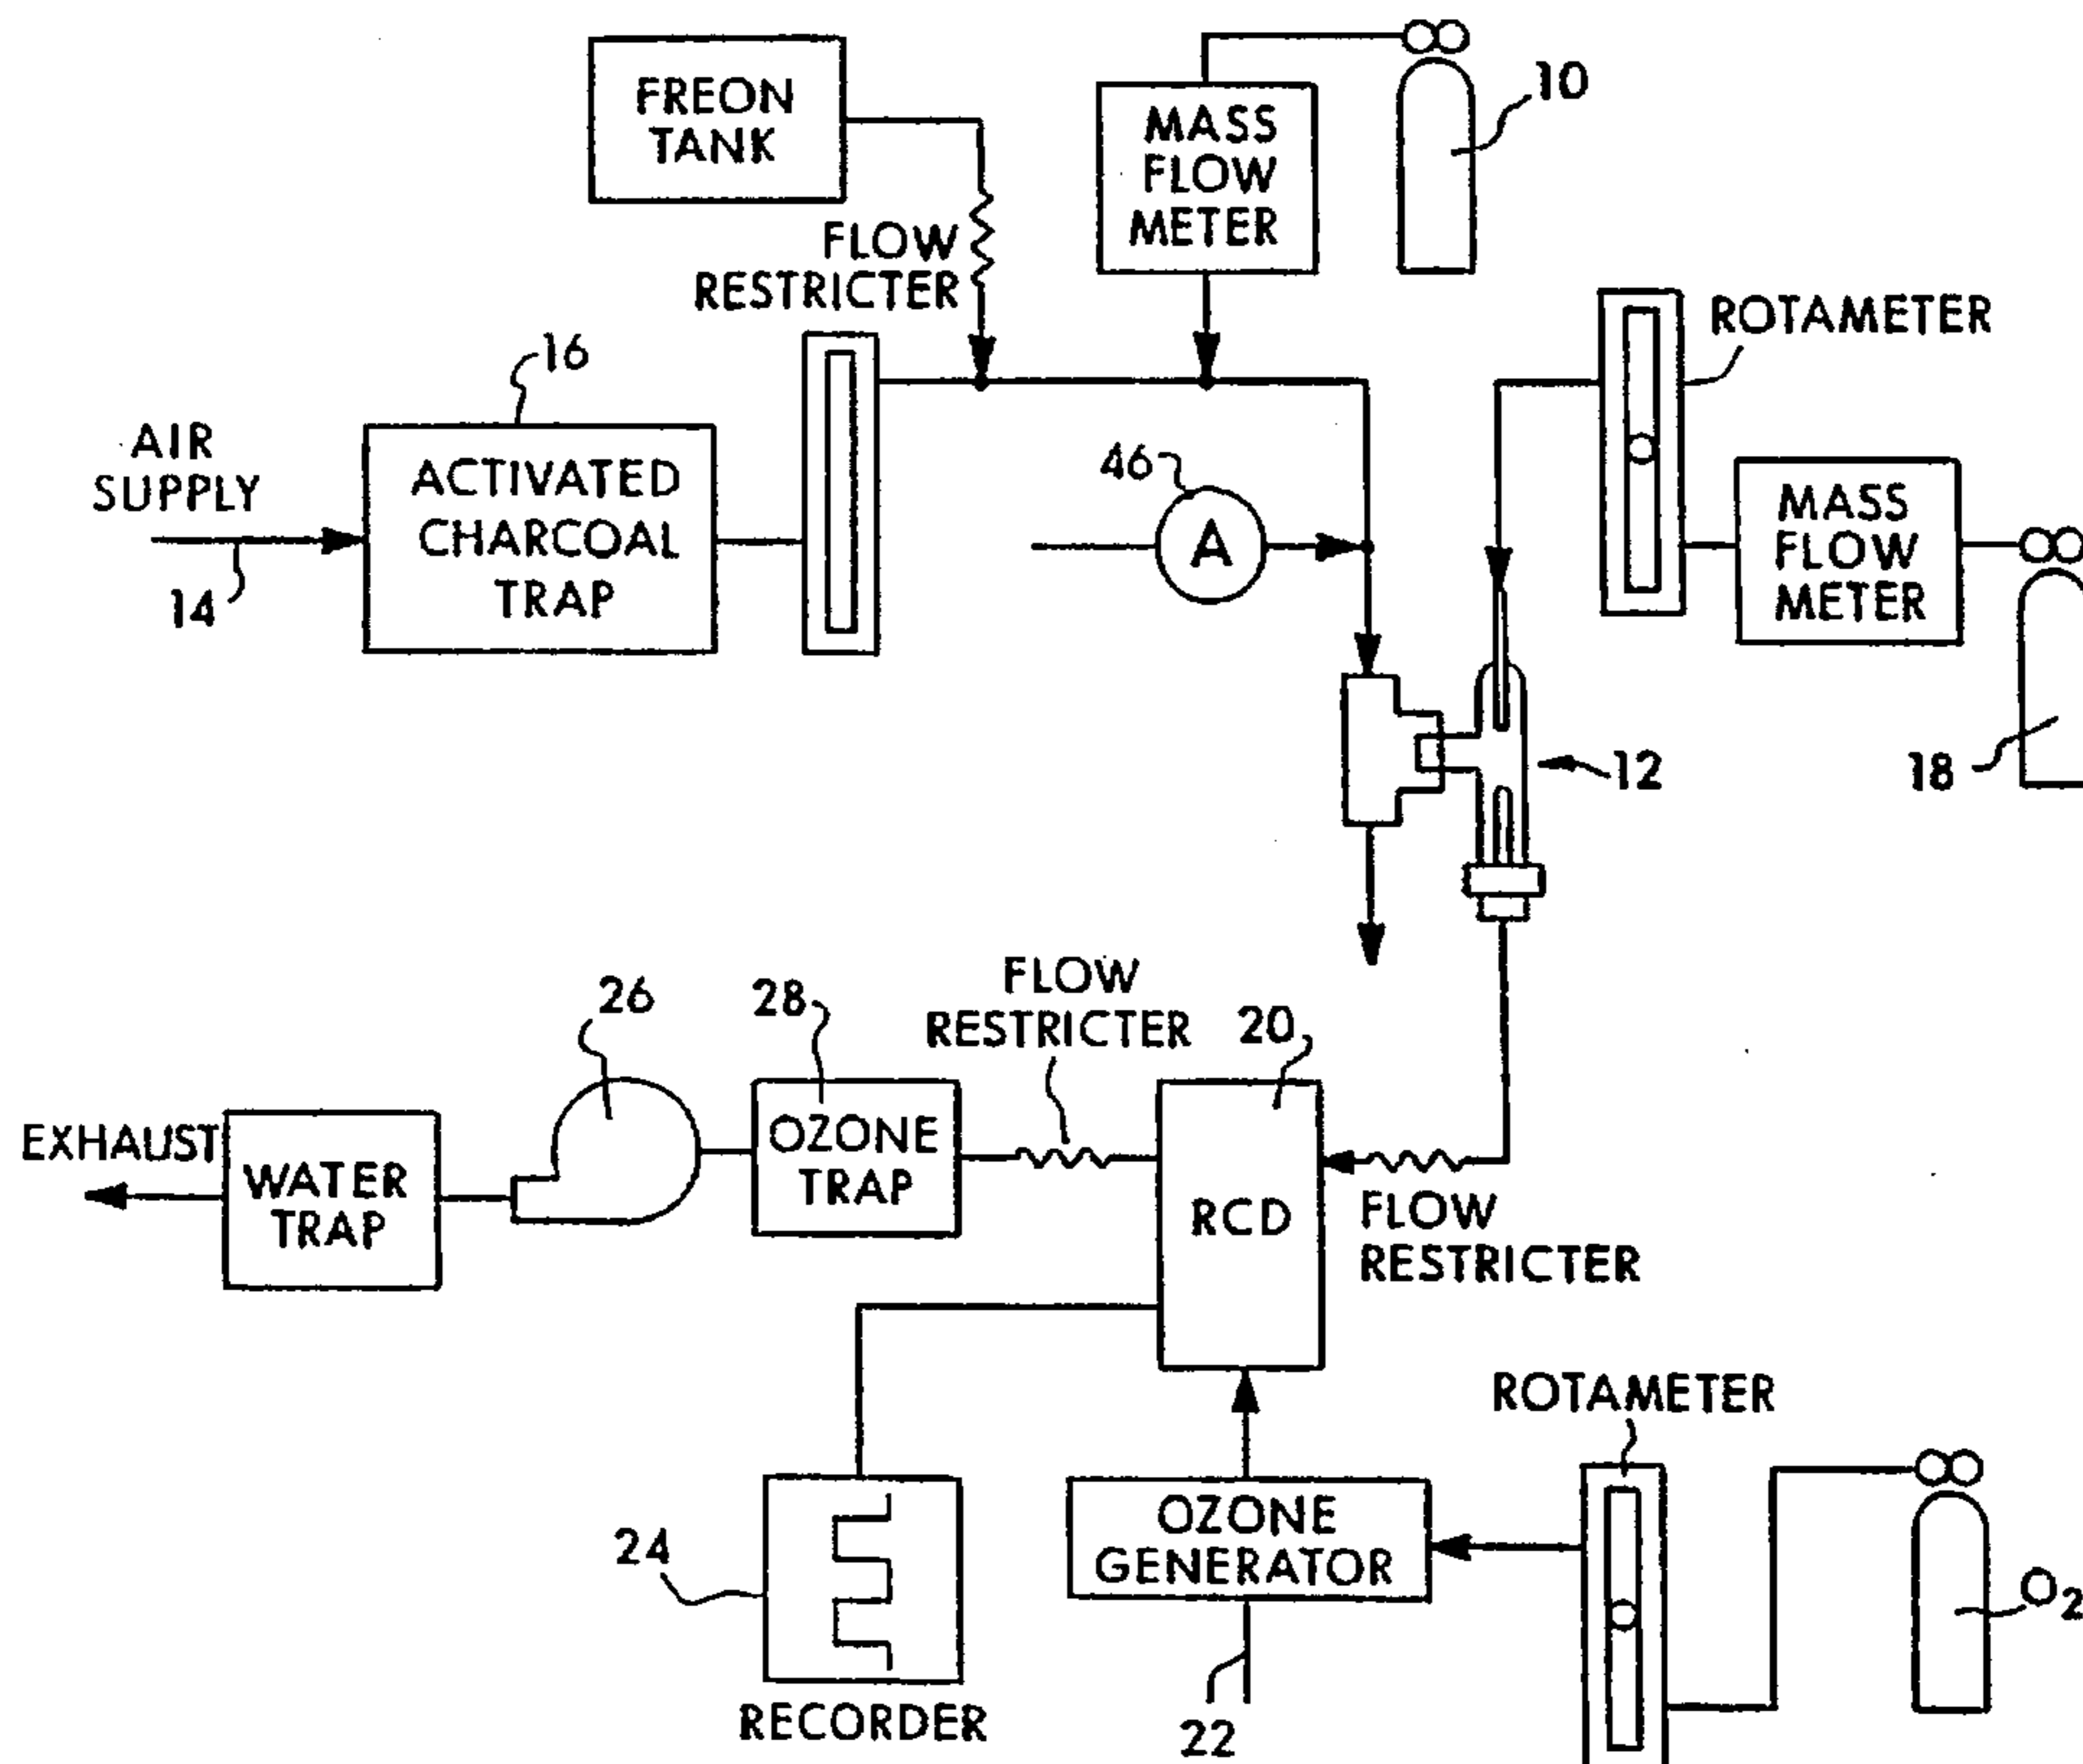 FREON
TANK
MASS
FLOW
METER
10
FLOW
RESTRICTER
ROTAMETER
16
AIR
SUPPLY
14
ACTIVATED
CHARCOAL
TRAP
46
A
MASS
FLOW
METER
12
18
FLOW
RESTRICTER
26
28
20
EXHAUST
WATER
TRAP
OZONE
TRAP
RCD
FLOW
RESTRICTER
ROTAMETER
24
RECORDER
OZONE
GENERATOR
22
O2